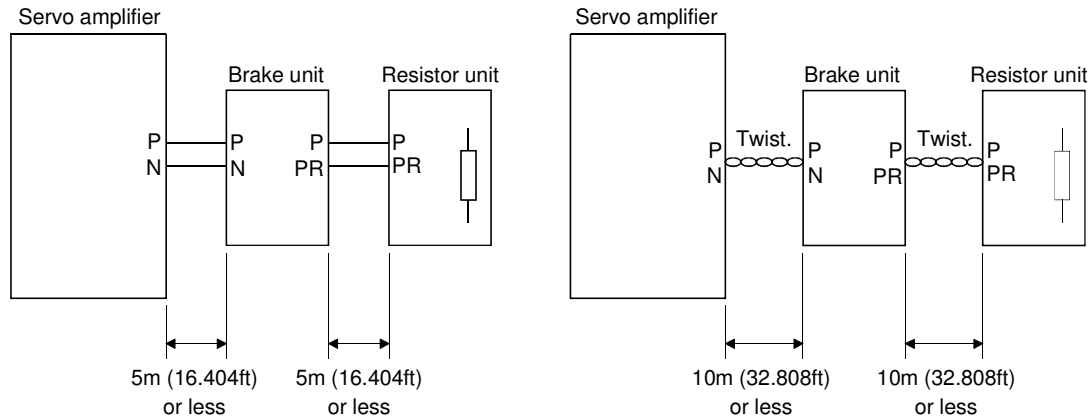 Servo amplifier
Brake unit
Resistor unit
P
P
P
P
N
N
PR
PR
5m (16.404ft)
or less
5m (16.404ft)
or less
Servo amplifier
Brake unit
Resistor unit
Twist.
Twist.
P
P
P
P
N
N
PR
PR
10m (32.808ft)
or less
10m (32.808ft)
or less